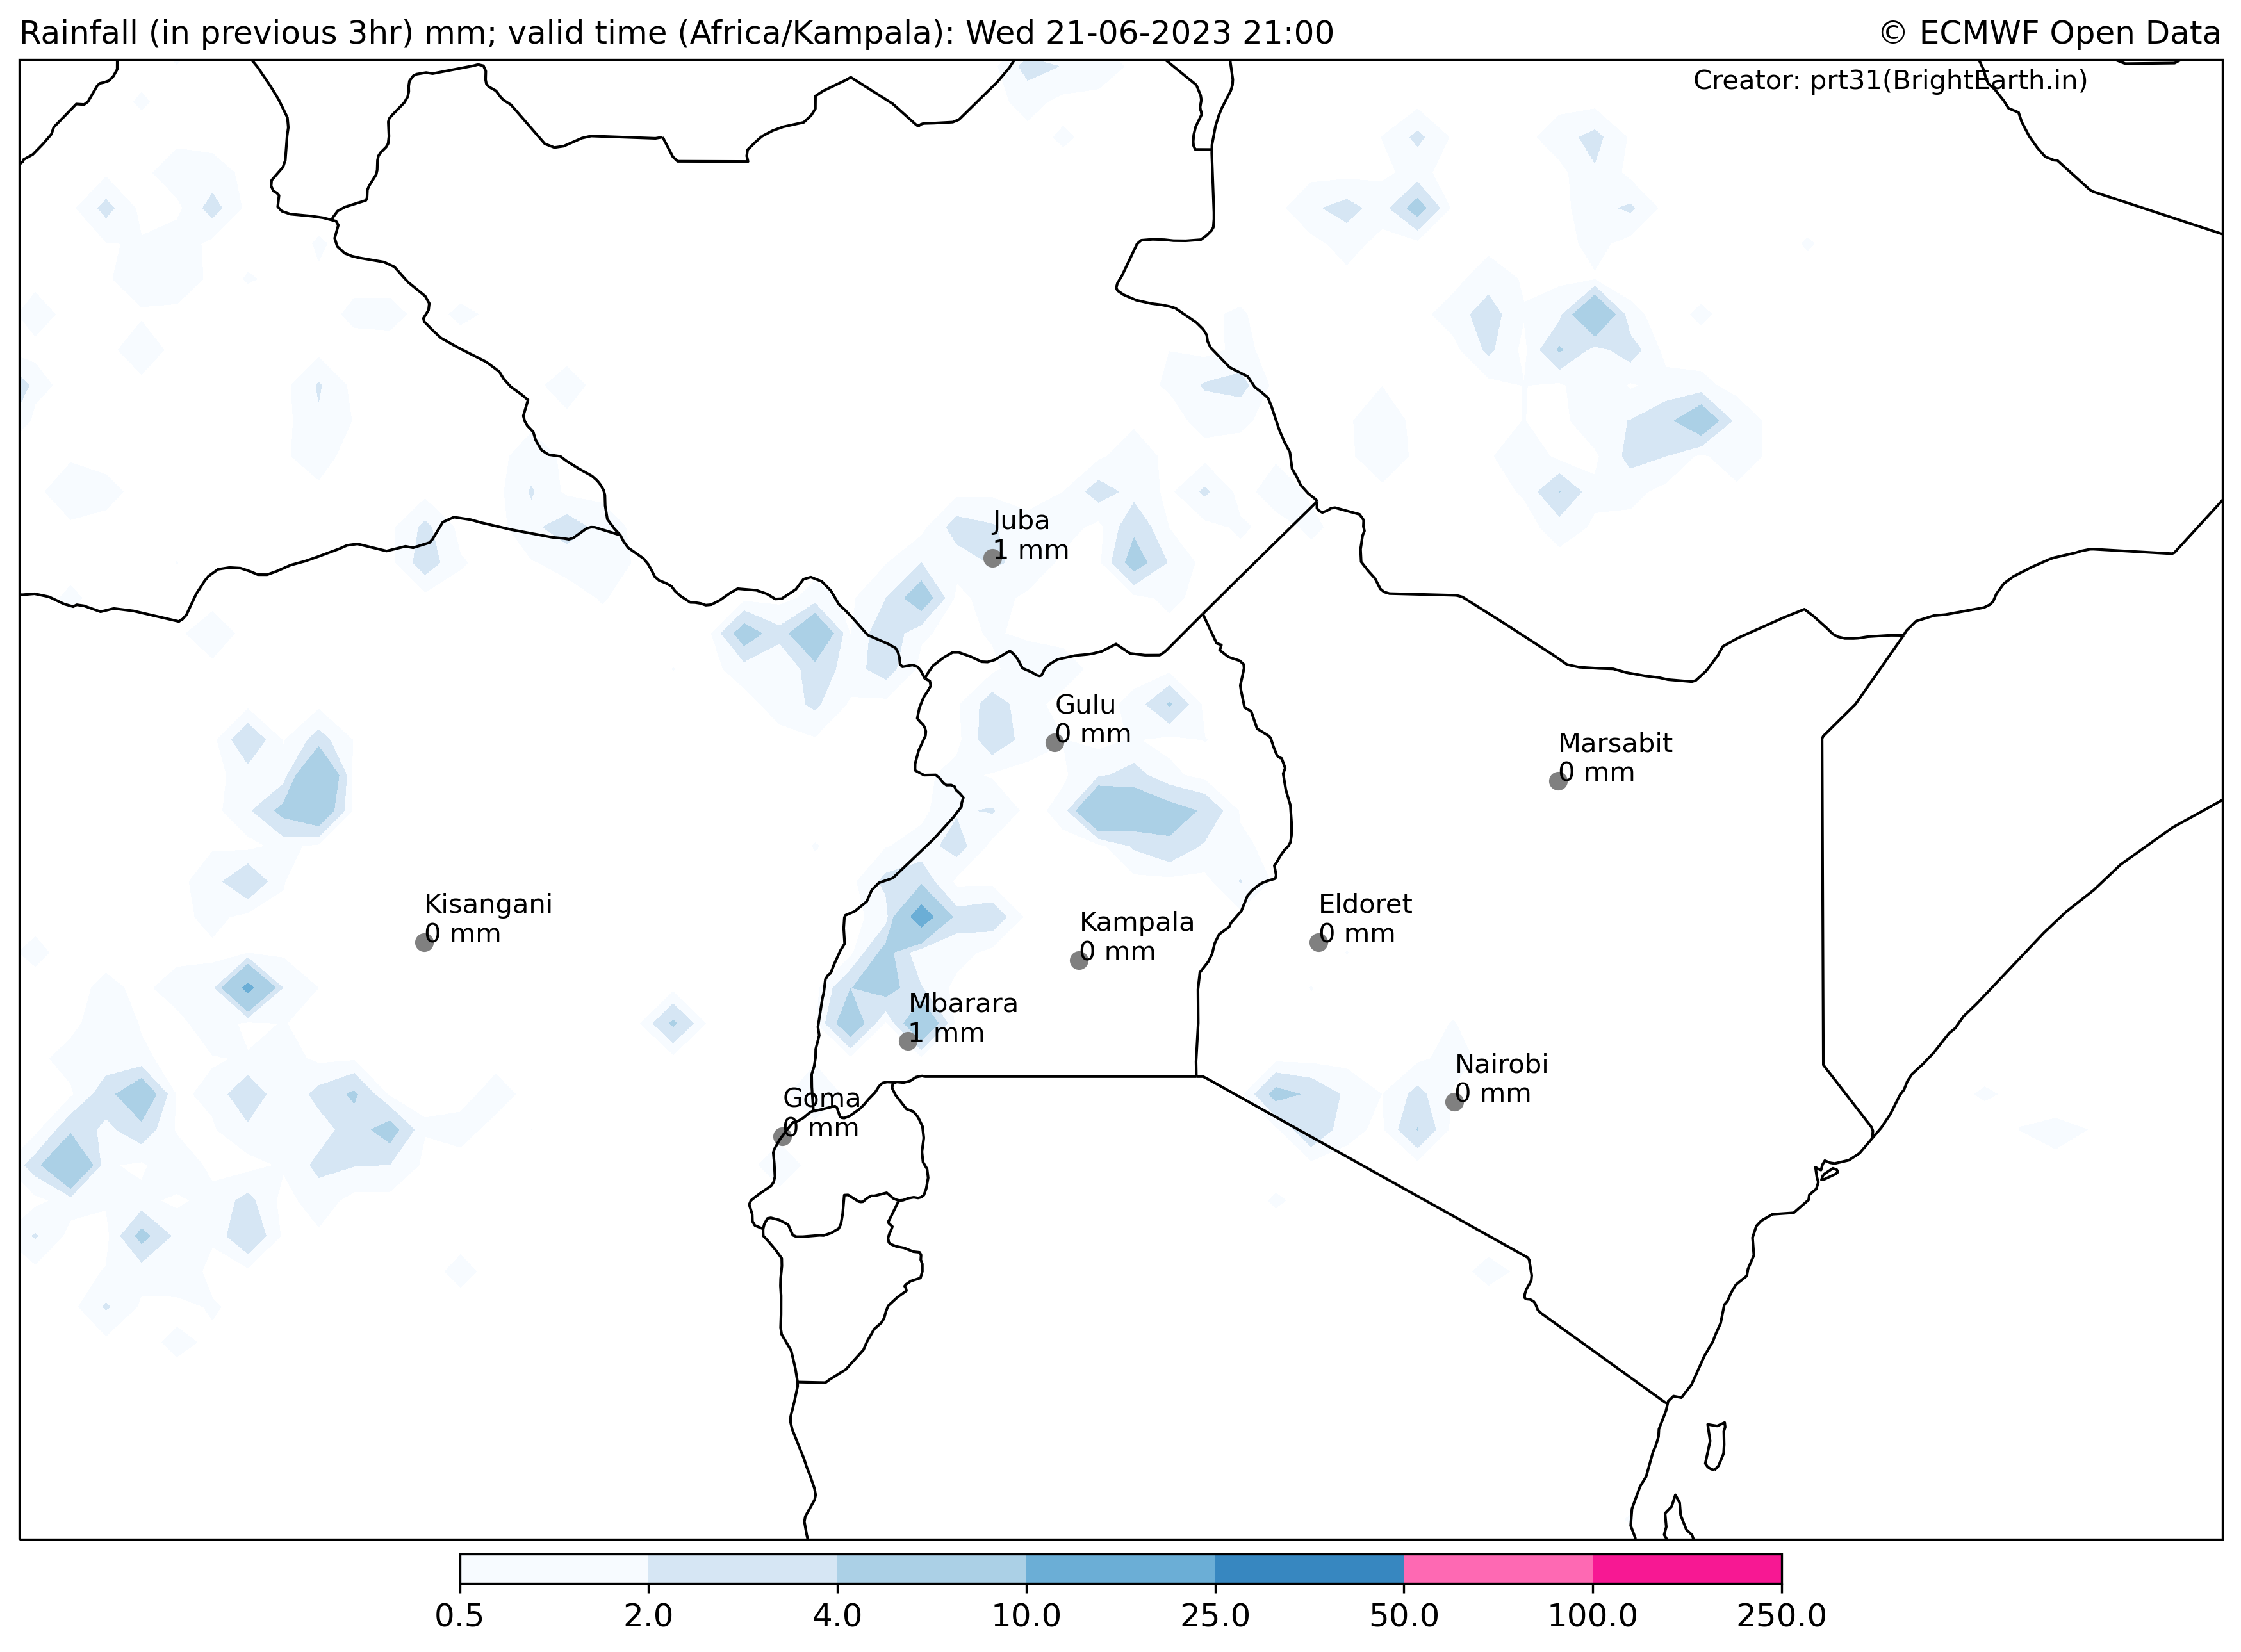 Rainfall (in previous 3hr) mm; valid time (Africa/Kampala): Wed 21-06-2023 21:00
© ECMWF Open Data
Creator: prt31(BrightEarth.in)
Juba
1 mm
Gulu
0 mm
Marsabit
0 mm
Kisangani
0 mm
Kampala
0 mm
Eldoret
0 mm
Mbarara
1 mm
Nairobi
0 mm
Goma
0 mm
0.5 2.0 4.0 10.0 25.0 50.0 100.0 250.0